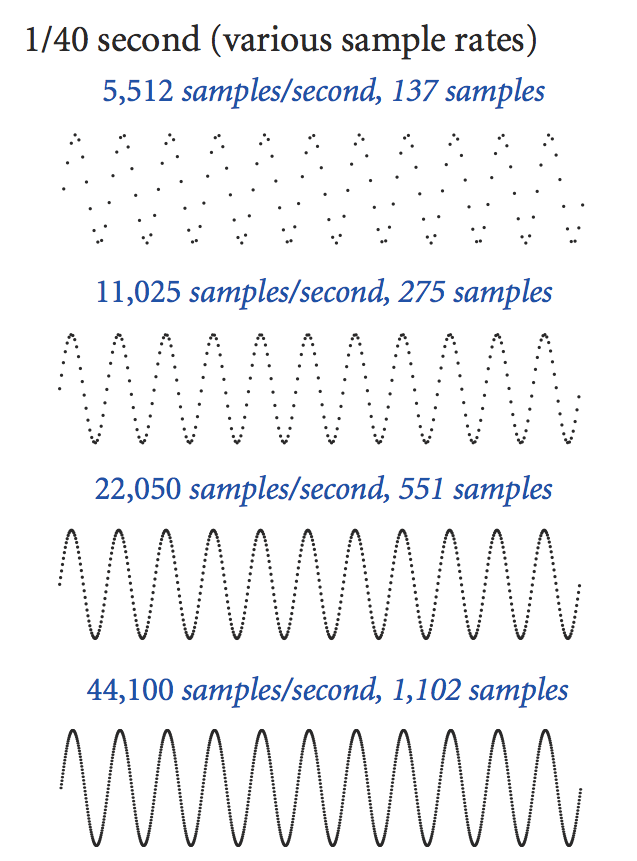 1/40 second (various sample rates)
5,512 samples/second, 137 samples
11,025 samples/second, 275 samples
22,050 samples/second, 551 samples
44,100 samples/second, 1,102 samples